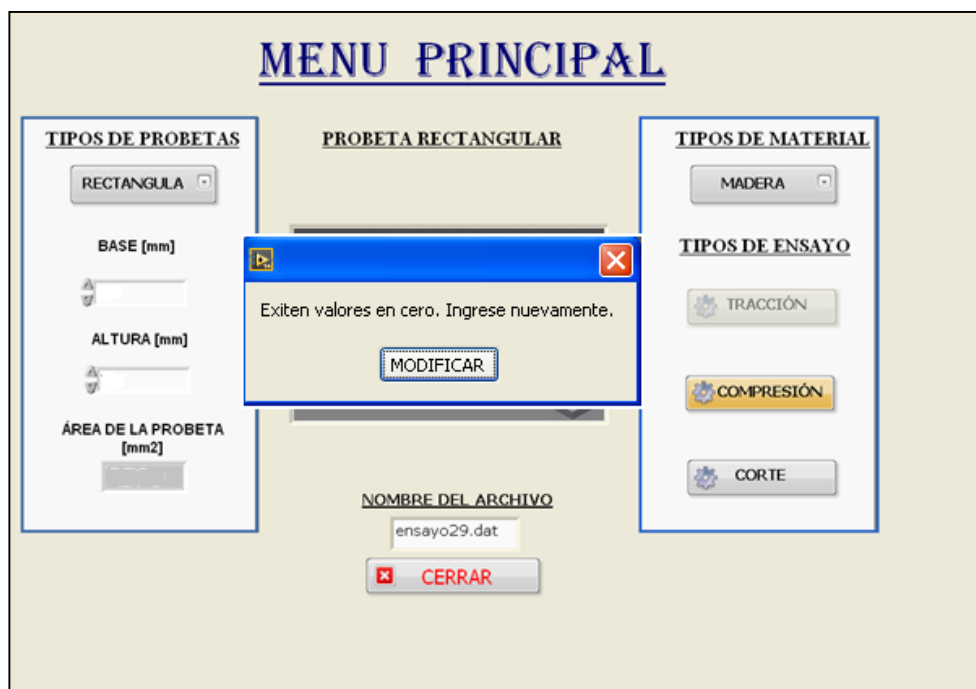 MENU PRINCIPAL
TIPOS DE PROBETAS
RECTANGULA
BASE [mm]
ALTURA [mm]
ÁREA DE LA PROBETA
[mm2]
PROBETA RECTANGULAR
Exiten valores en cero. Ingrese nuevamente.
MODIFICAR
NOMBRE DEL ARCHIVO
ensayo29.dat
CERRAR
TIPOS DE MATERIAL
MADERA
TIPOS DE ENSAYO
TRACCIÓN
COMPRESIÓN
CORTE